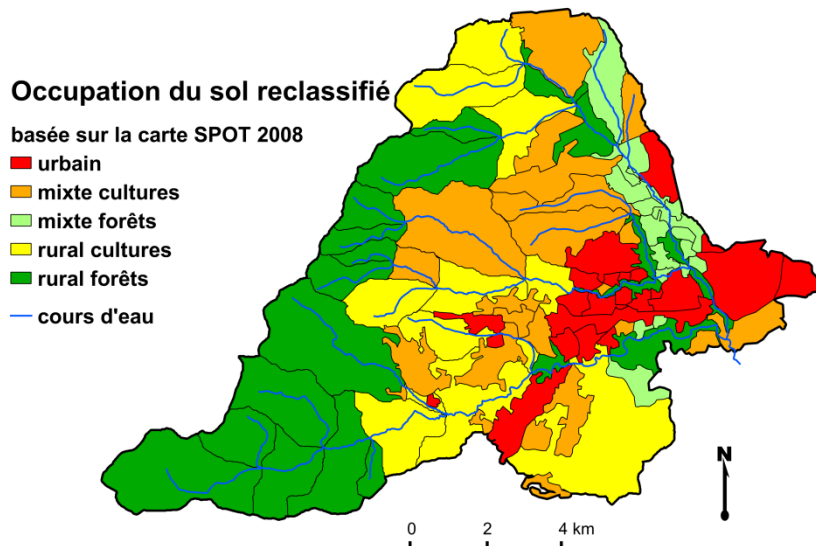 Occupation du sol reclassifié
basée sur la carte SPOT 2008
urbain
mixte cultures
mixte forêts
rural cultures
rural forêts
cours d'eau
N
0 2 4 km